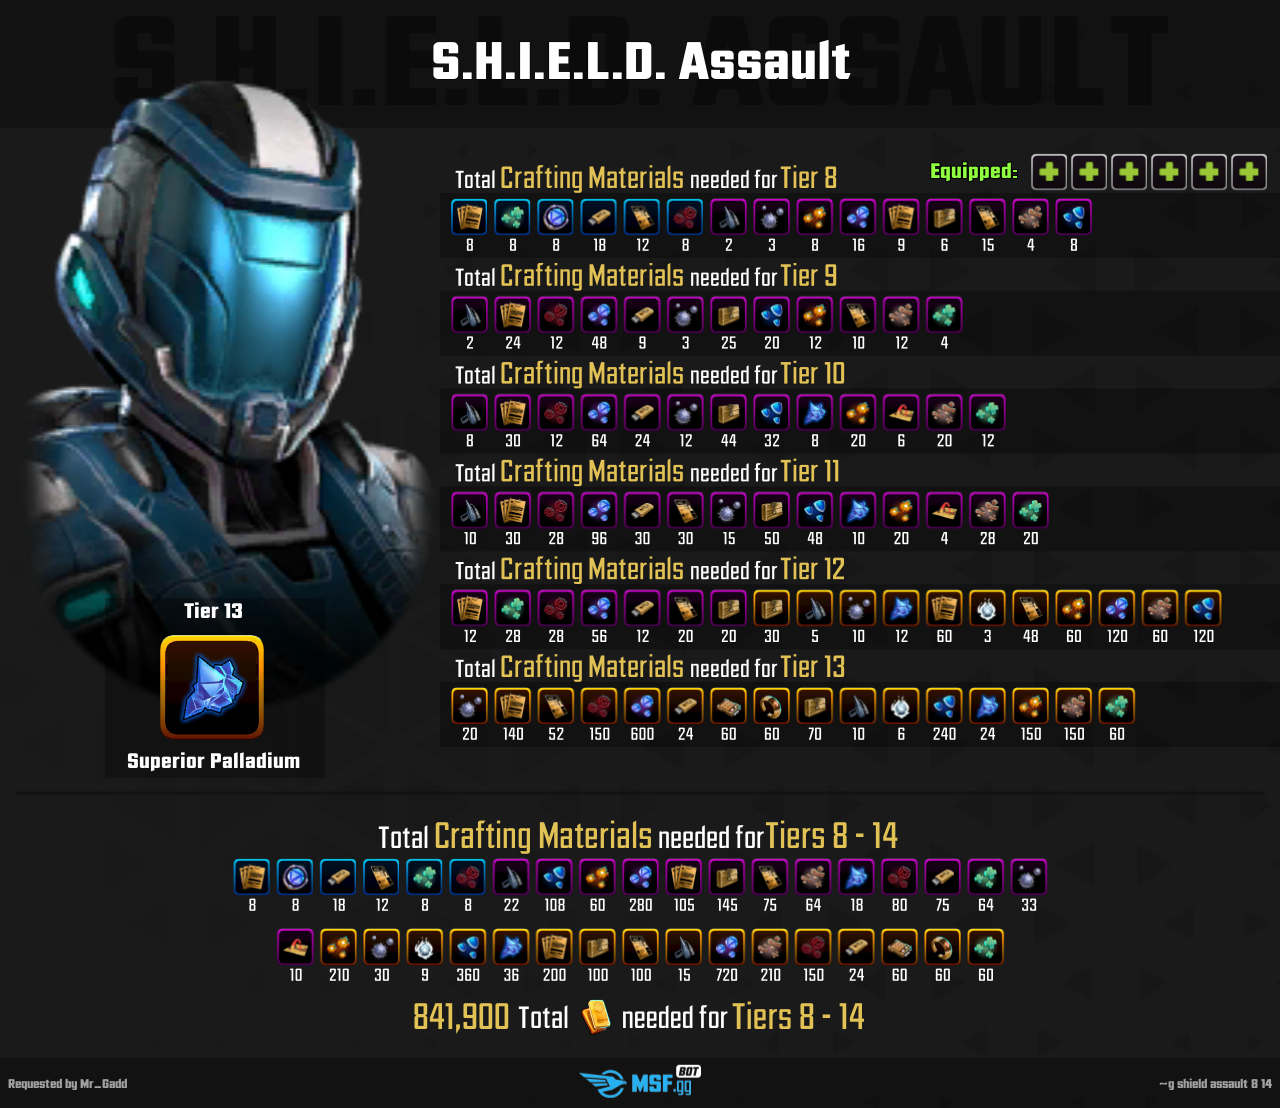 S.H.I.E.L.D. ASSAULT
S.H.I.E.L.D. Assault
Equipped:
Total Crafting Materials needed for Tier 8
8 8 8 18 12 8 2 3 8 16 9 6 15 4 8
Total Crafting Materials needed for Tier 9
2 24 12 48 9 3 25 20 12 10 12 4
Total Crafting Materials needed for Tier 10
8 30 12 64 24 12 44 32 8 20 6 20 12
Total Crafting Materials needed for Tier 11
10 30 28 96 30 30 15 50 48 10 20 4 28 20
Total Crafting Materials needed for Tier 12
12 28 28 56 12 20 20 30 5 10 12 60 3 48 60 120 60 120
Total Crafting Materials needed for Tier 13
20 140 52 150 600 24 60 60 70 10 6 240 24 150 150 60
Tier 13
Superior Palladium
Total Crafting Materials needed for Tiers 8 - 14
8 8 18 12 8 8 22 108 60 280 105 145 75 64 18 80 75 64 33
10 210 30 9 360 36 200 100 100 15 720 210 150 24 60 60 60
841,900 Total needed for Tiers 8 - 14
Requested by Mr_Gadd
MSF.gg BOT
~g shield assault 8 14